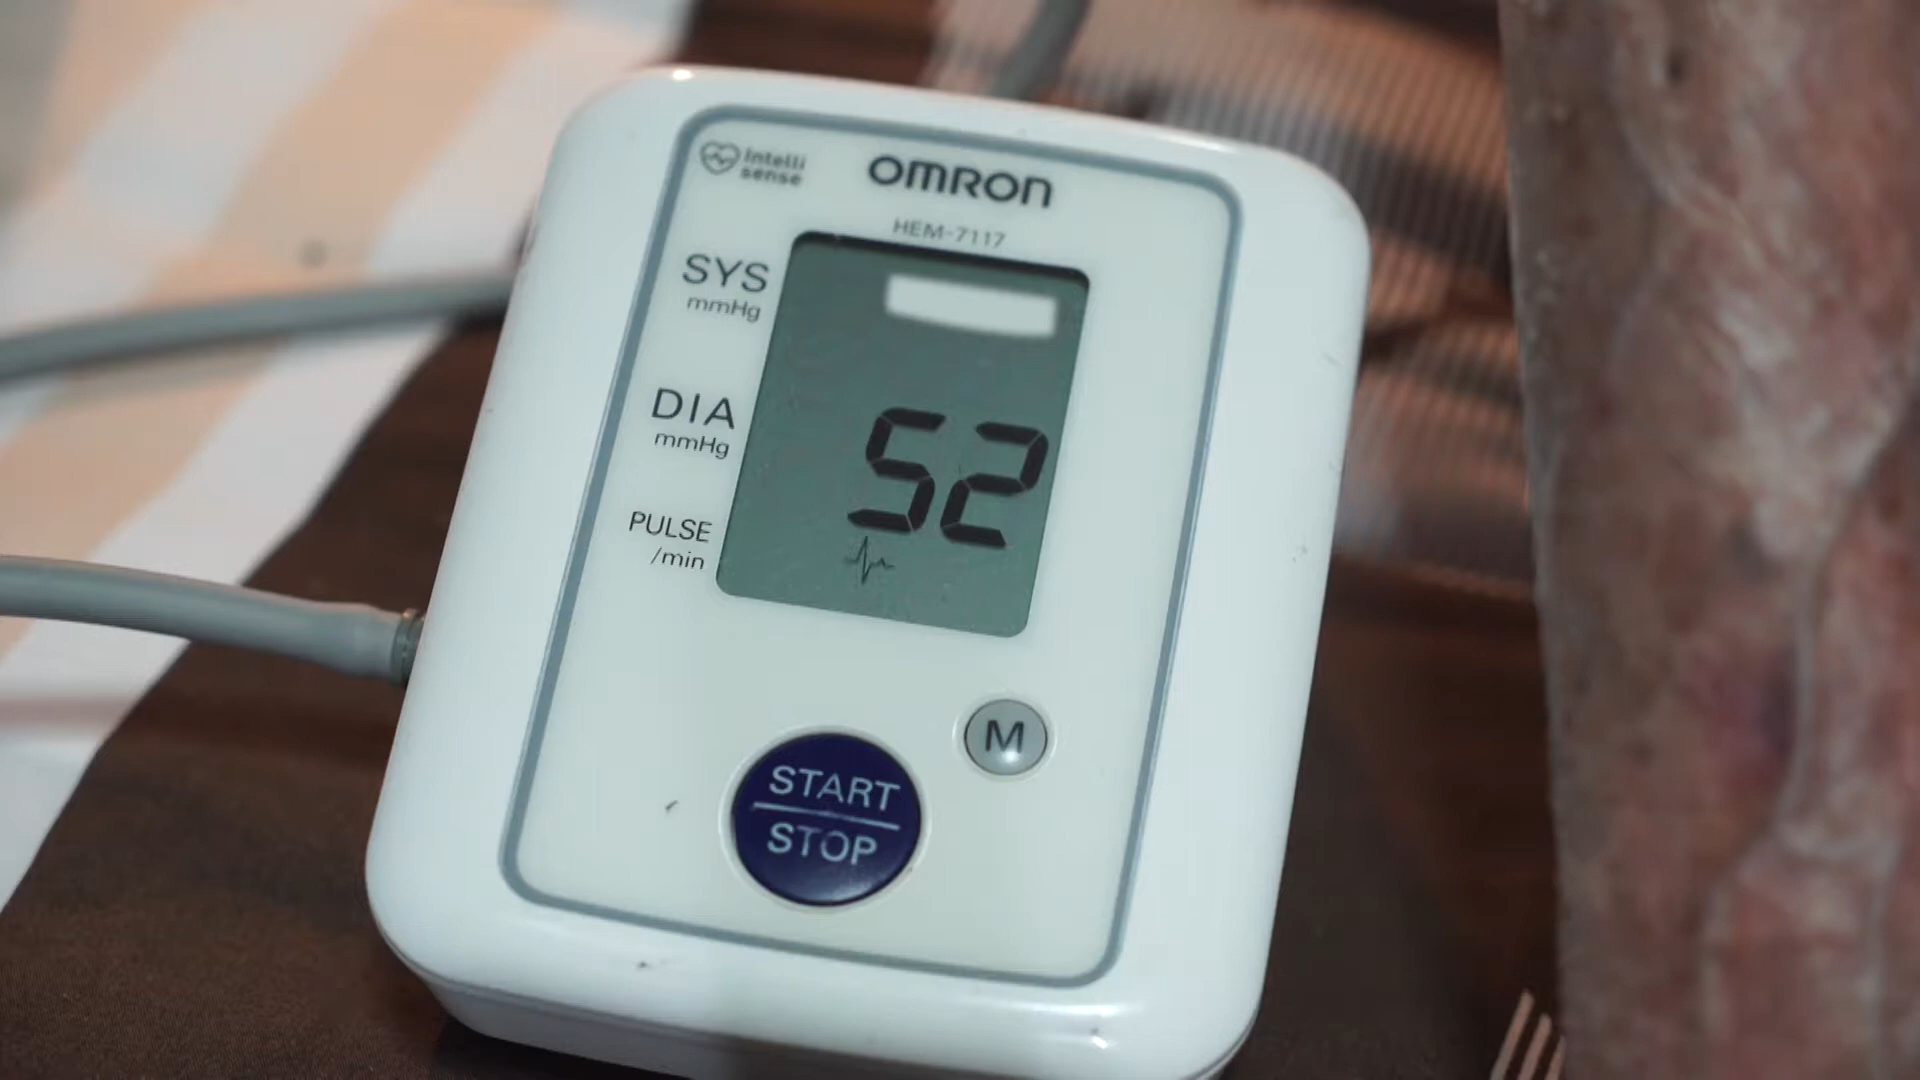 intelli
sense
OMRON
HEM-7117
SYS
mmHg
DIA
mmHg
52
PULSE
/min
M
START
STOP